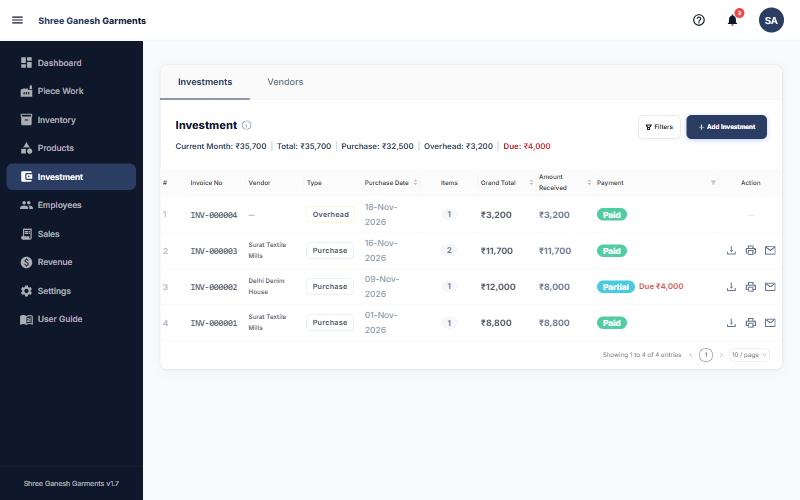 Shree Ganesh Garments
3
SA
Dashboard
Piece Work
Inventory
Products
Investment
Employees
Sales
Revenue
Settings
User Guide
Shree Ganesh Garments v1.7
Investments Vendors
Investment
Filters
+ Add Investment
Current Month: ₹35,700 | Total: ₹35,700 | Purchase: ₹32,500 | Overhead: ₹3,200 | Due: ₹4,000
# Invoice No Vendor Type Purchase Date Items Grand Total Amount Received Payment Action
1 INV-000004 — Overhead 18-Nov-2026 1 ₹3,200 ₹3,200 Paid —
2 INV-000003 Surat Textile Mills Purchase 16-Nov-2026 2 ₹11,700 ₹11,700 Paid
3 INV-000002 Delhi Denim House Purchase 09-Nov-2026 1 ₹12,000 ₹8,000 Partial Due ₹4,000
4 INV-000001 Surat Textile Mills Purchase 01-Nov-2026 1 ₹8,800 ₹8,800 Paid
Showing 1 to 4 of 4 entries < 1 > 10 / page